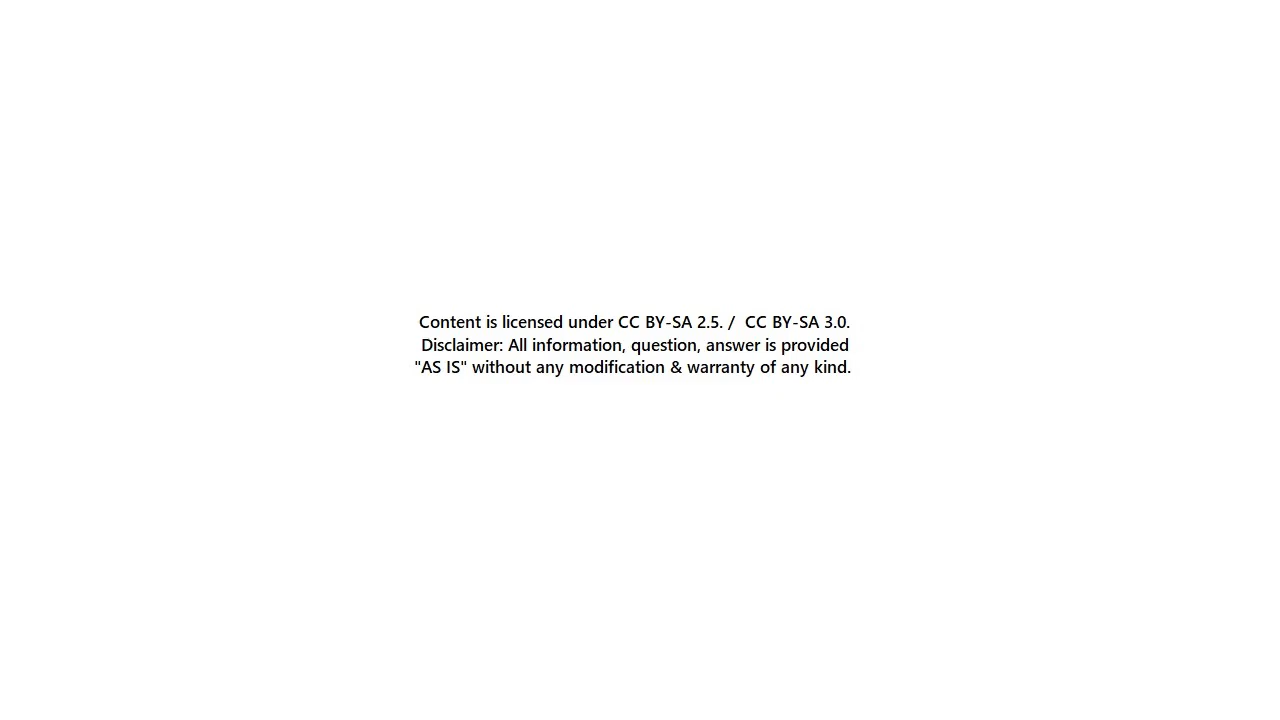 Content is licensed under CC BY-SA 2.5. /  CC BY-SA 3.0.
Disclaimer: All information, question, answer is provided
"AS IS" without any modification & warranty of any kind.